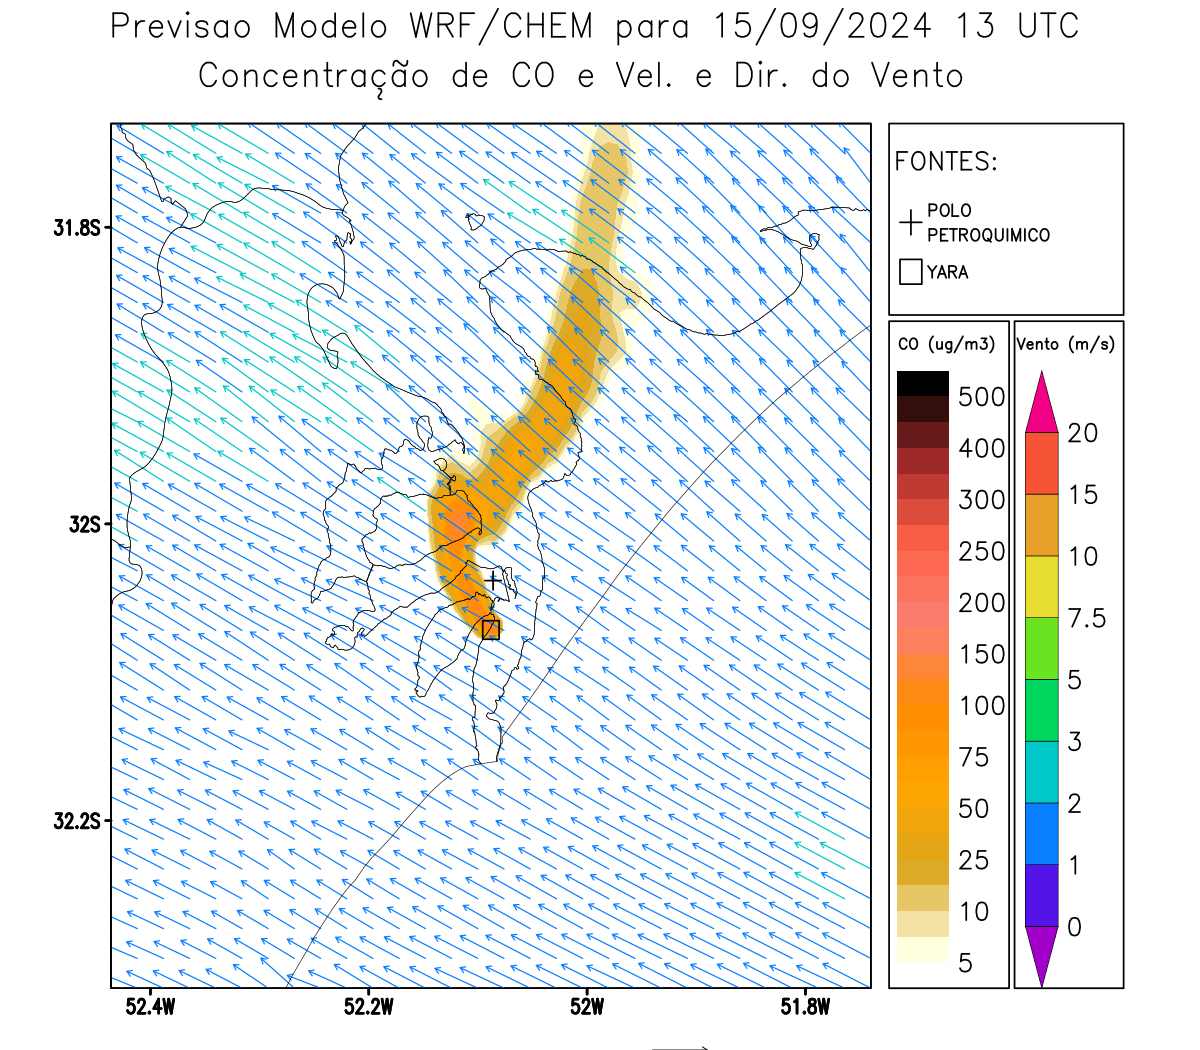 Previsao Modelo WRF/CHEM para 15/09/2024 13 UTC
Concentração de CO e Vel. e Dir. do Vento
FONTES:
POLO
PETROQUIMICO
YARA
CO (ug/m3)
500
400
300
250
200
150
100
75
50
25
10
5
Vento (m/s)
20
15
10
7.5
5
3
2
1
0
31.8S
32S
32.2S
52.4W
52.2W
52W
51.8W